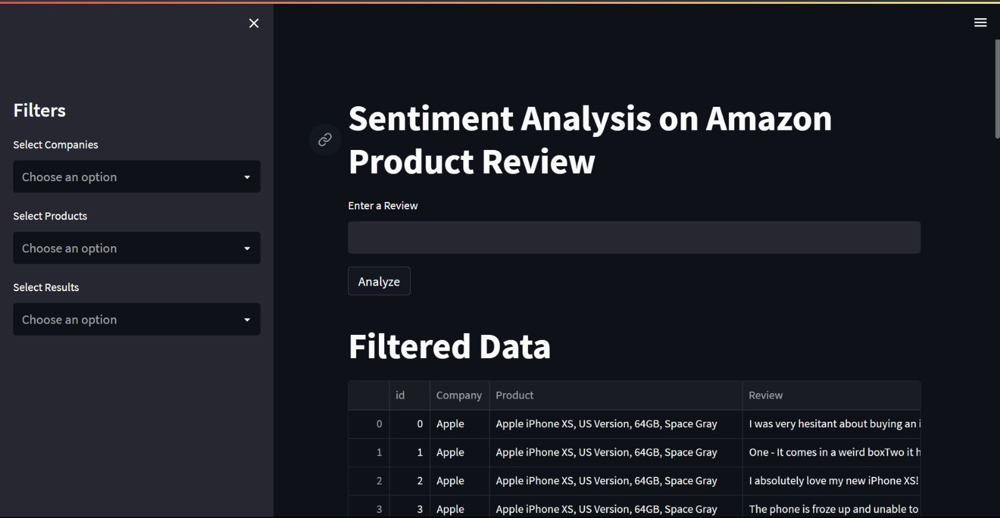 Filters
Select Companies
Choose an option
Select Products
Choose an option
Select Results
Choose an option
Sentiment Analysis on Amazon
Product Review
Enter a Review
Analyze
Filtered Data
id Company Product Review
0 0 Apple Apple iPhone XS, US Version, 64GB, Space Gray I was very hesitant about buying an i
1 1 Apple Apple iPhone XS, US Version, 64GB, Space Gray One - It comes in a weird boxTwo it h
2 2 Apple Apple iPhone XS, US Version, 64GB, Space Gray I absolutely love my new iPhone XS!
3 3 Apple Apple iPhone XS, US Version, 64GB, Space Gray The phone is froze up and unable to